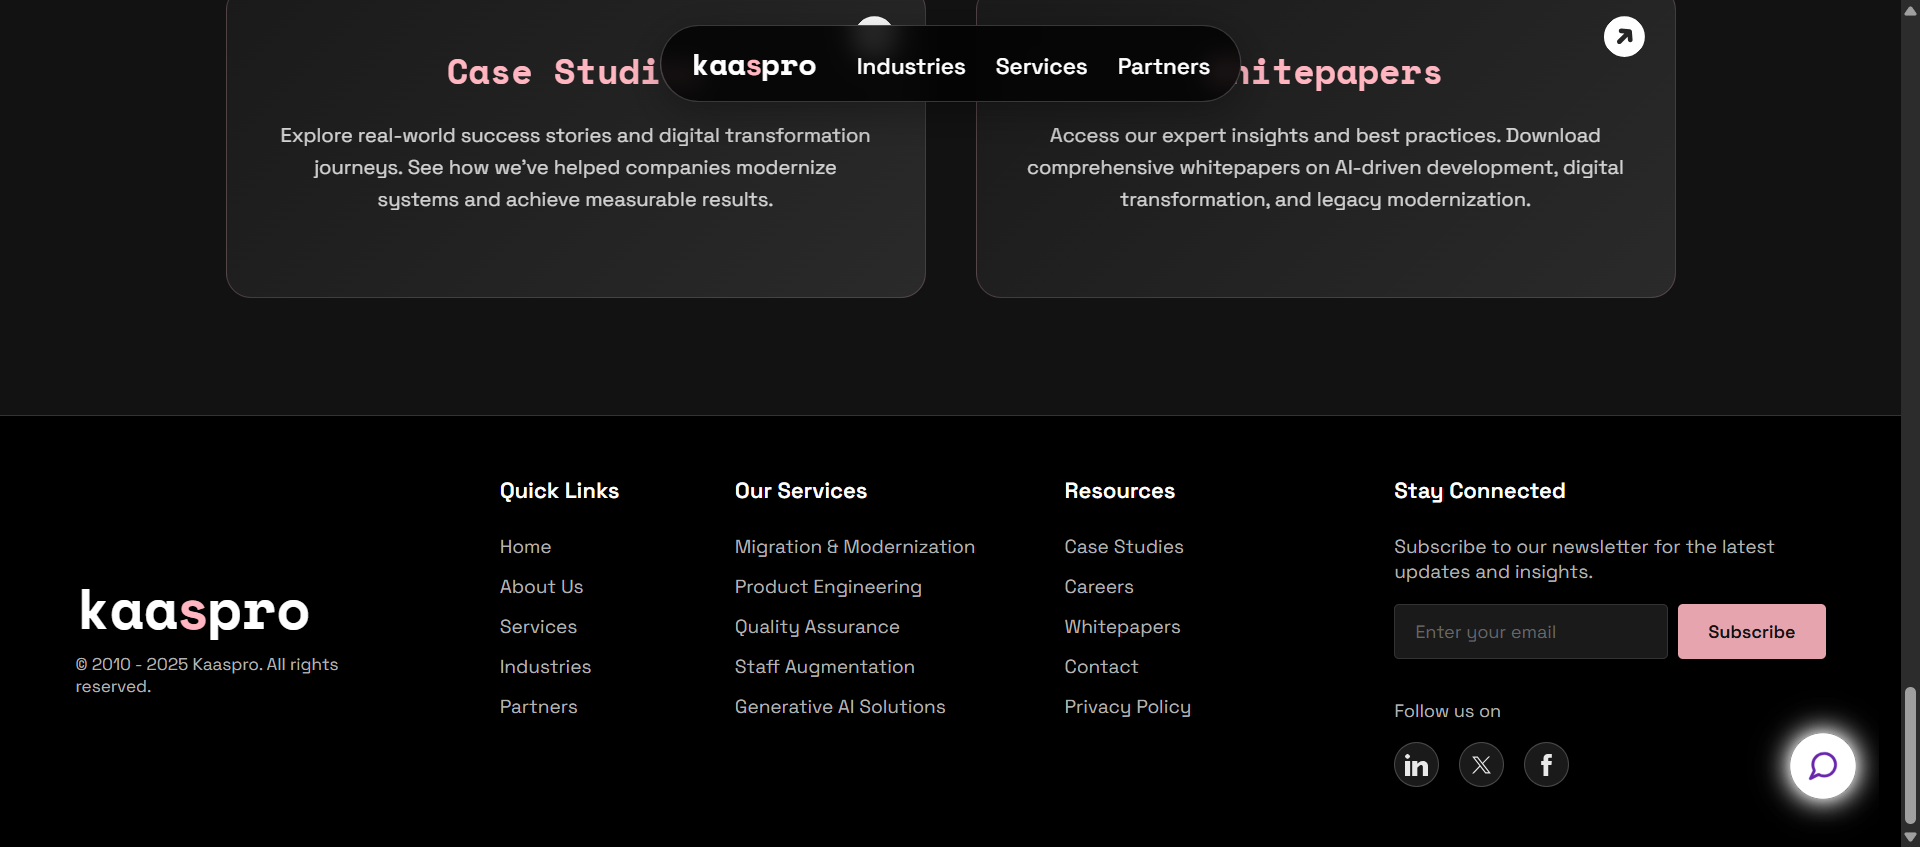 kaaspro
Industries
Services
Partners
Case Studi
hitepapers
Explore real-world success stories and digital transformation
journeys. See how we’ve helped companies modernize
systems and achieve measurable results.
Access our expert insights and best practices. Download
comprehensive whitepapers on AI-driven development, digital
transformation, and legacy modernization.
kaaspro
© 2010 - 2025 Kaaspro. All rights
reserved.
Quick Links
Home
About Us
Services
Industries
Partners
Our Services
Migration & Modernization
Product Engineering
Quality Assurance
Staff Augmentation
Generative AI Solutions
Resources
Case Studies
Careers
Whitepapers
Contact
Privacy Policy
Stay Connected
Subscribe to our newsletter for the latest
updates and insights.
Enter your email
Subscribe
Follow us on